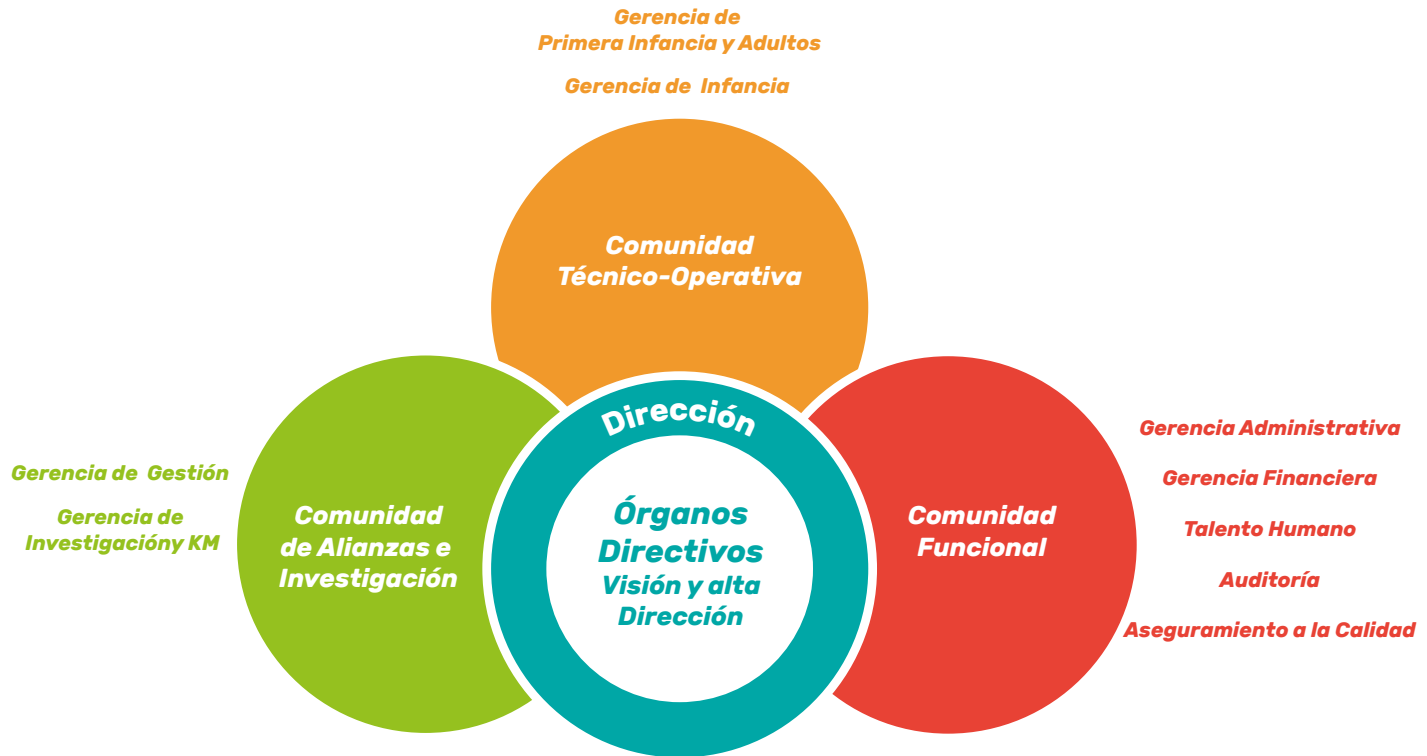 Gerencia de
Primera Infancia y Adultos
Gerencia de Infancia
Comunidad
Técnico-Operativa
Dirección
Gerencia de Gestión
Gerencia de
Investigacióny KM
Comunidad
de Alianzas e
Investigación
Órganos
Directivos
Visión y alta
Dirección
Comunidad
Funcional
Gerencia Administrativa
Gerencia Financiera
Talento Humano
Auditoría
Aseguramiento a la Calidad